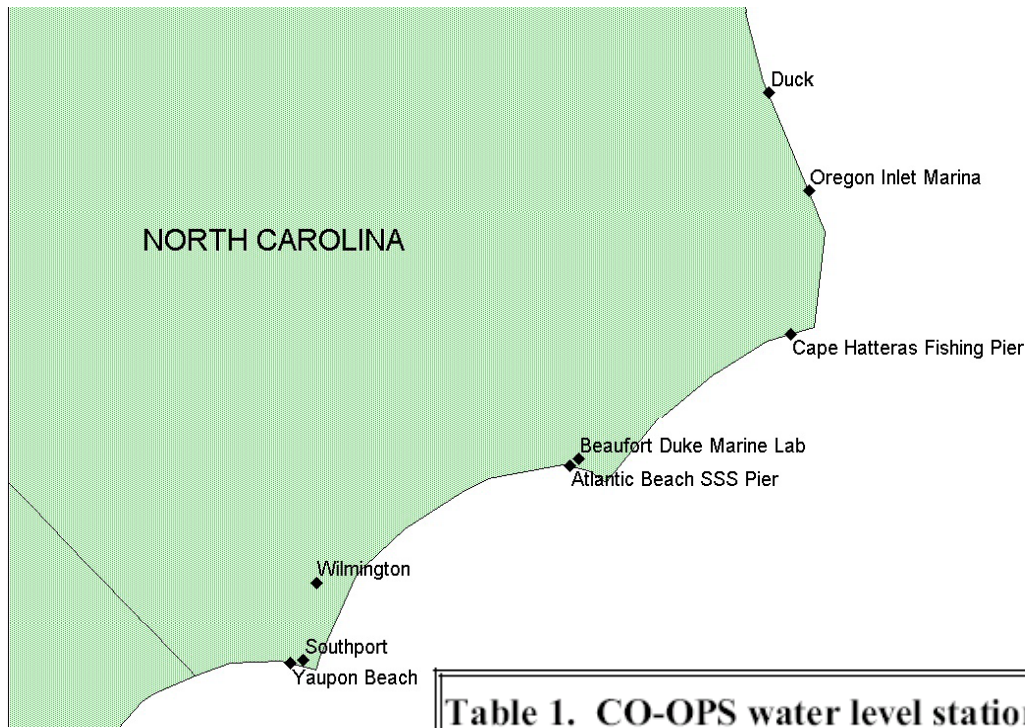 Duck
Oregon Inlet Marina
NORTH CAROLINA
Cape Hatteras Fishing Pier
Beaufort Duke Marine Lab
Atlantic Beach SSS Pier
Wilmington
Southport
Yaupon Beach
Table 1. CO-OPS water level station